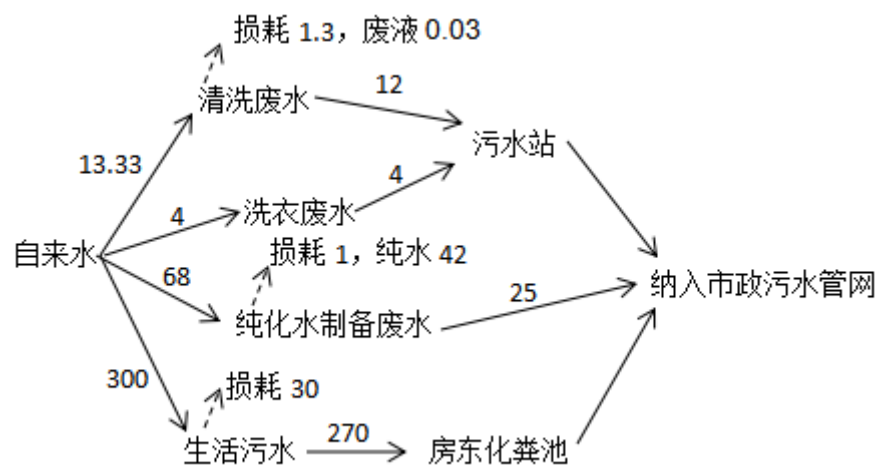 损耗 1.3，废液 0.03
清洗废水
12
污水站
13.33
4
洗衣废水
4
自来水
损耗 1，纯水 42
68
纯化水制备废水
25
纳入市政污水管网
300
损耗 30
生活污水
270
房东化粪池